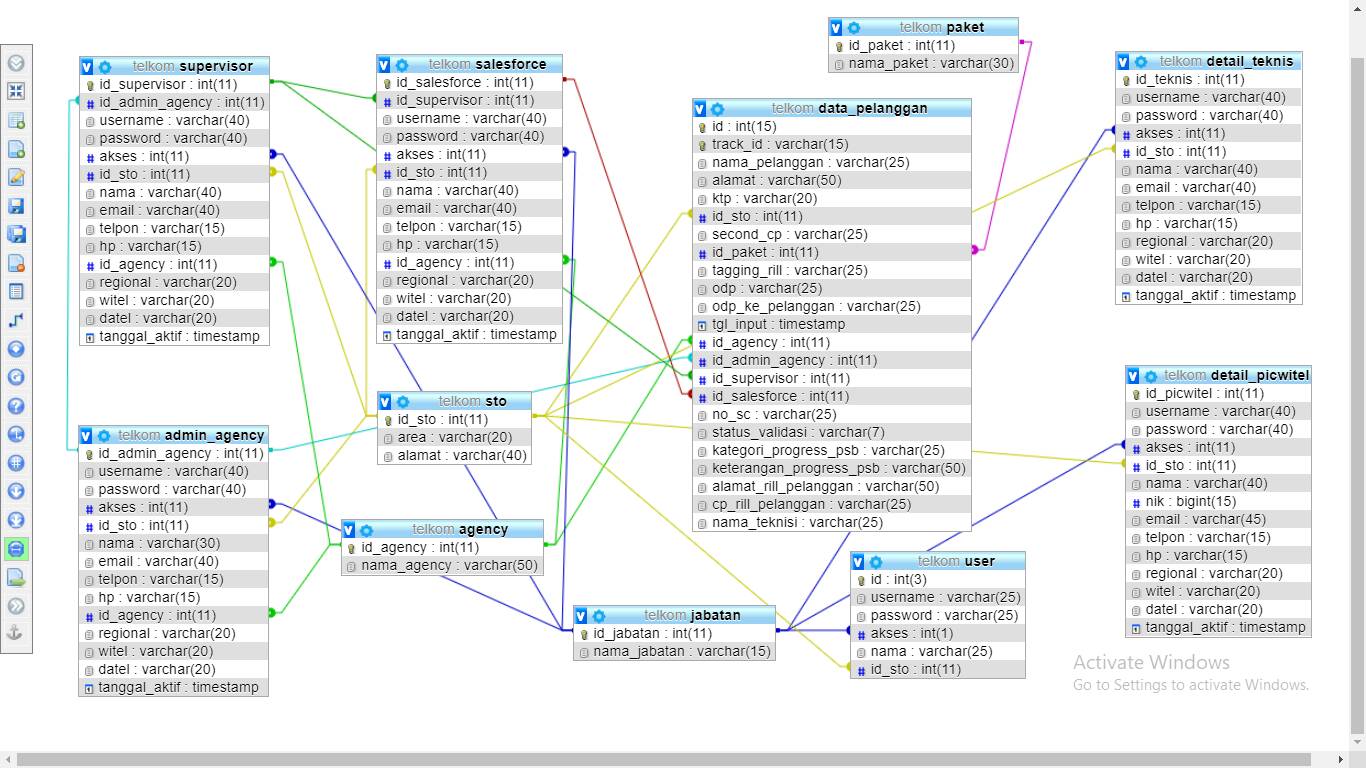 telkom supervisor
id_supervisor : int(11)
id_admin_agency : int(11)
username : varchar(40)
password : varchar(40)
akses : int(11)
id_sto : int(11)
nama : varchar(40)
email : varchar(40)
telpon : varchar(15)
hp : varchar(15)
id_agency : int(11)
regional : varchar(20)
witel : varchar(20)
datel : varchar(20)
tanggal_aktif : timestamp
telkom salesforce
id_salesforce : int(11)
id_supervisor : int(11)
username : varchar(40)
password : varchar(40)
akses : int(11)
id_sto : int(11)
nama : varchar(40)
email : varchar(40)
telpon : varchar(15)
hp : varchar(15)
id_agency : int(11)
regional : varchar(20)
witel : varchar(20)
datel : varchar(20)
tanggal_aktif : timestamp
telkom paket
id_paket : int(11)
nama_paket : varchar(30)
telkom data_pelanggan
id : int(15)
track_id : varchar(15)
nama_pelanggan : varchar(25)
alamat : varchar(50)
ktp : varchar(20)
id_sto : int(11)
second_cp : varchar(25)
id_paket : int(11)
tagging_rill : varchar(25)
odp : varchar(25)
odp_ke_pelanggan : varchar(25)
tgl_input : timestamp
id_agency : int(11)
id_admin_agency : int(11)
id_supervisor : int(11)
id_salesforce : int(11)
no_sc : varchar(25)
status_validasi : varchar(7)
kategori_progress_psb : varchar(25)
keterangan_progress_psb : varchar(50)
alamat_rill_pelanggan : varchar(50)
cp_rill_pelanggan : varchar(25)
nama_teknisi : varchar(25)
telkom detail_teknis
id_teknis : int(11)
username : varchar(40)
password : varchar(40)
akses : int(11)
id_sto : int(11)
nama : varchar(40)
email : varchar(40)
telpon : varchar(15)
hp : varchar(15)
regional : varchar(20)
witel : varchar(20)
datel : varchar(20)
tanggal_aktif : timestamp
telkom sto
id_sto : int(11)
area : varchar(20)
alamat : varchar(40)
telkom admin_agency
id_admin_agency : int(11)
username : varchar(40)
password : varchar(40)
akses : int(11)
id_sto : int(11)
nama : varchar(30)
email : varchar(40)
telpon : varchar(15)
hp : varchar(15)
id_agency : int(11)
regional : varchar(20)
witel : varchar(20)
datel : varchar(20)
tanggal_aktif : timestamp
telkom agency
id_agency : int(11)
nama_agency : varchar(50)
telkom jabatan
id_jabatan : int(11)
nama_jabatan : varchar(15)
telkom user
id : int(3)
username : varchar(25)
password : varchar(25)
akses : int(1)
nama : varchar(25)
id_sto : int(11)
telkom detail_picwitel
id_picwitel : int(11)
username : varchar(40)
password : varchar(40)
akses : int(11)
id_sto : int(11)
nama : varchar(40)
nik : bigint(15)
email : varchar(45)
telpon : varchar(15)
hp : varchar(15)
regional : varchar(20)
witel : varchar(20)
datel : varchar(20)
tanggal_aktif : timestamp
Activate Windows
Go to Settings to activate Windows.